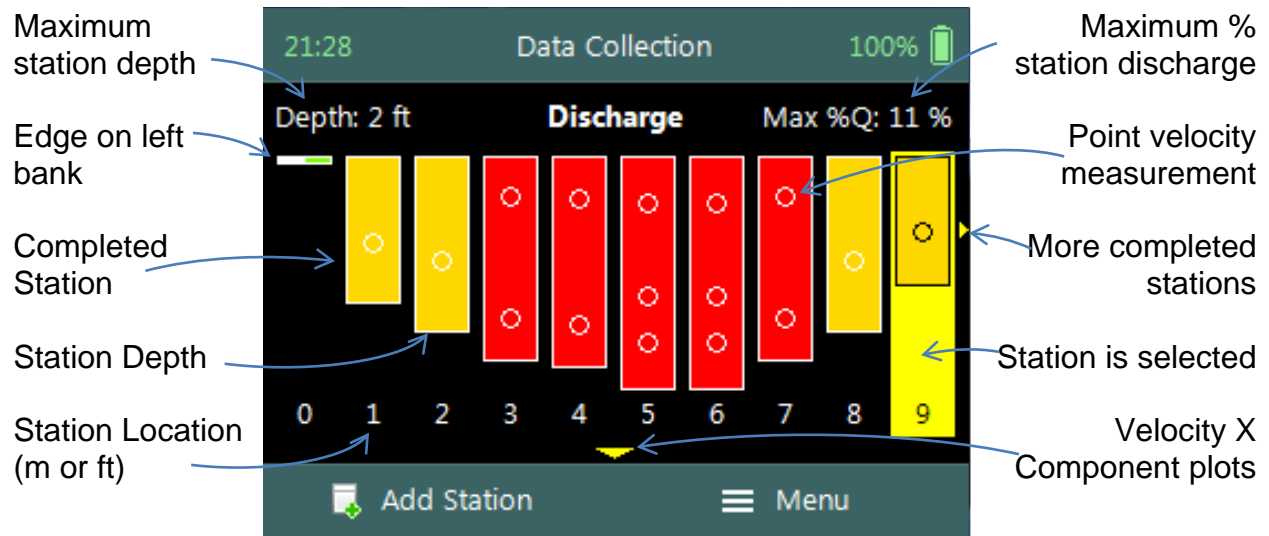 Maximum
station depth
Edge on left
bank
Completed
Station
Station Depth
Station Location
(m or ft)
21:28 Data Collection 100%
Depth: 2 ft Discharge Max %Q: 11 %
0 1 2 3 4 5 6 7 8 9
Add Station Menu
Maximum %
station discharge
Point velocity
measurement
More completed
stations
Station is selected
Velocity X
Component plots